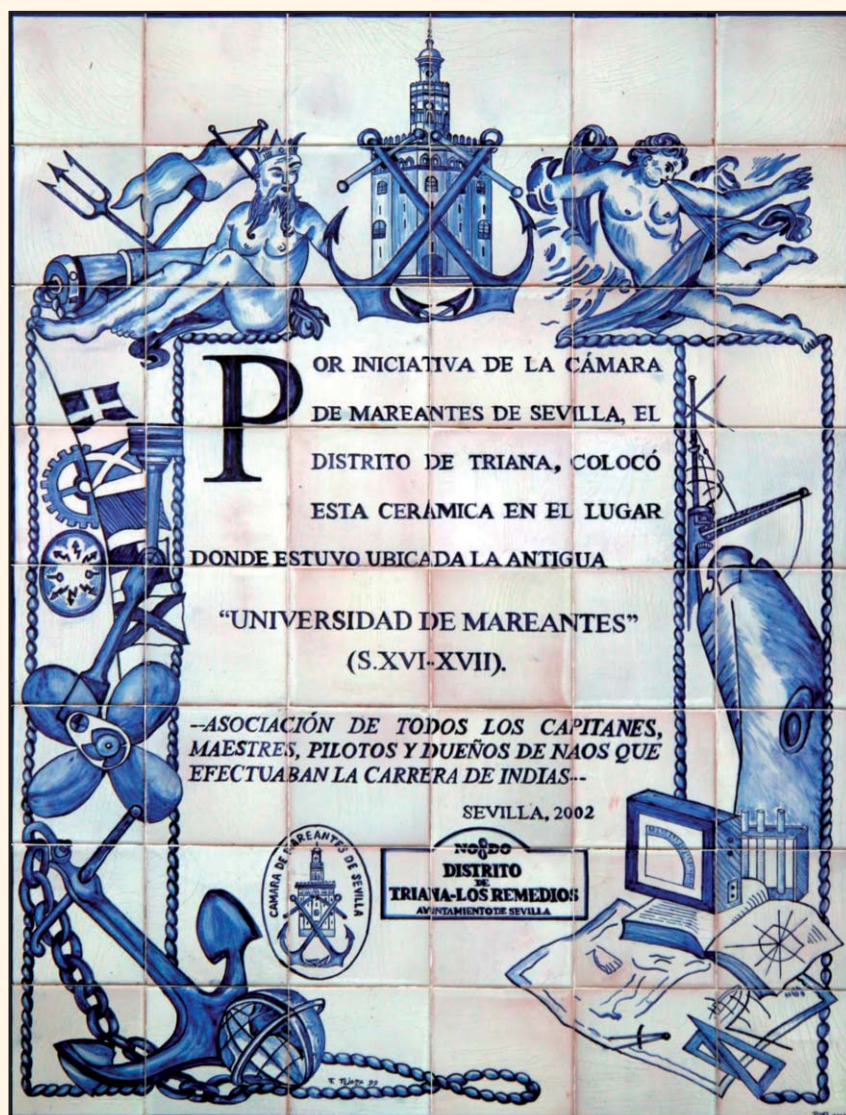 POR INICIATIVA DE LA CÁMARA
DE MAREANTES DE SEVILLA, EL
DISTRITO DE TRIANA, COLOCÓ
ESTA CERÁMICA EN EL LUGAR
DONDE ESTUVO UBICADA LA ANTIGUA
“UNIVERSIDAD DE MAREANTES”
(S.XVI-XVII).
--ASOCIACIÓN DE TODOS LOS CAPITANES,
MAESTRES, PILOTOS Y DUEÑOS DE NAOS QUE
EFECTUABAN LA CARRERA DE INDIAS--
SEVILLA, 2002
CÁMARA DE MAREANTES DE SEVILLA
NO8DO
DISTRITO
DE
TRIANA-LOS REMEDIOS
AYUNTAMIENTO DE SEVILLA